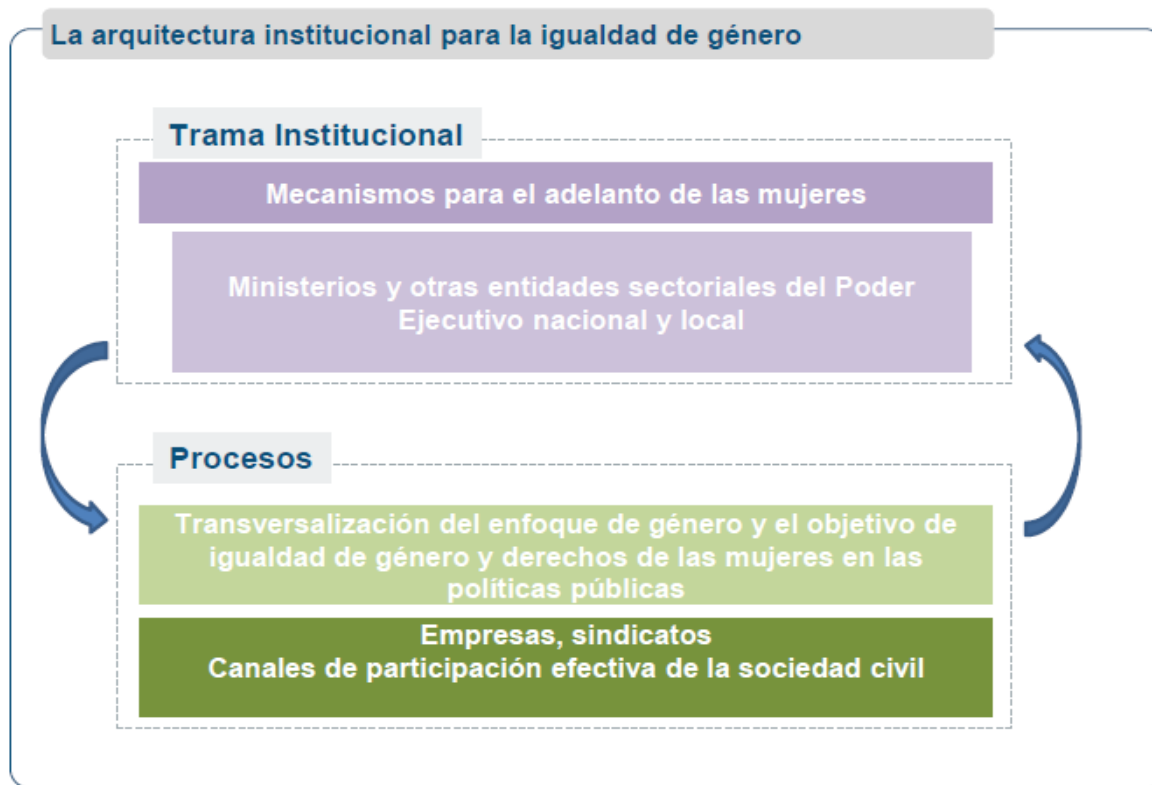 La arquitectura institucional para la igualdad de género
Trama Institucional
Mecanismos para el adelanto de las mujeres
Ministerios y otras entidades sectoriales del Poder
Ejecutivo nacional y local
Procesos
Transversalización del enfoque de género y el objetivo de
igualdad de género y derechos de las mujeres en las
políticas públicas
Empresas, sindicatos
Canales de participación efectiva de la sociedad civil